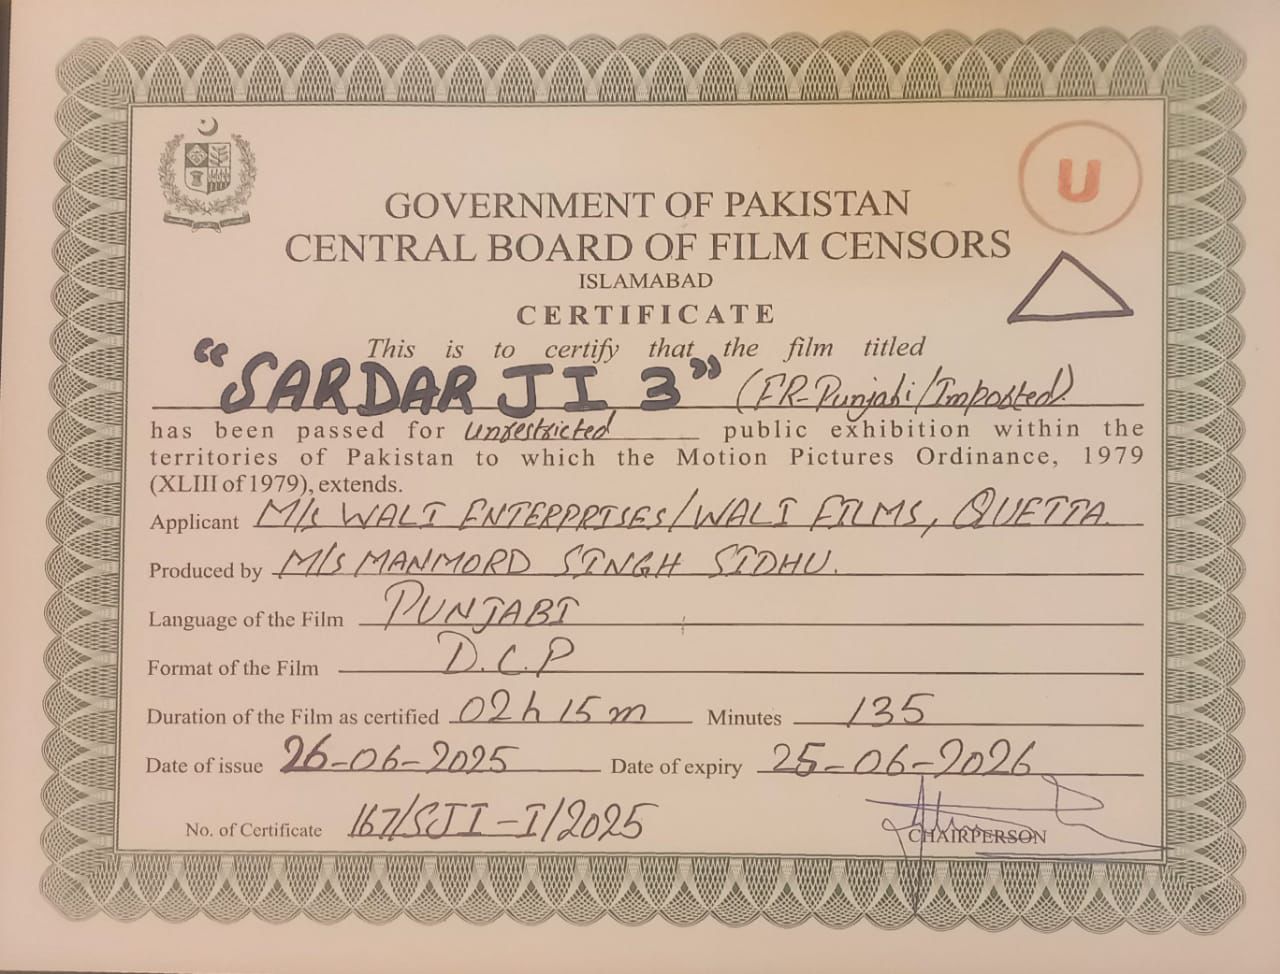 U
GOVERNMENT OF PAKISTAN
CENTRAL BOARD OF FILM CENSORS
ISLAMABAD
CERTIFICATE
This is to certify that the film titled
"SARDAR JI 3" (FR-Punjabi/Imported)
has been passed for Unrestricted public exhibition within the
territories of Pakistan to which the Motion Pictures Ordinance, 1979
(XLIII of 1979), extends.
Applicant M/s WALI ENTERPRISES/WALI FILMS, QUETTA.
Produced by M/s MANMORD SINGH SIDHU.
Language of the Film PUNJABI
Format of the Film D.C.P
Duration of the Film as certified 02h 15m Minutes 135
Date of issue 26-06-2025 Date of expiry 25-06-2026
No. of Certificate 167/SJI-I/2025
CHAIRPERSON